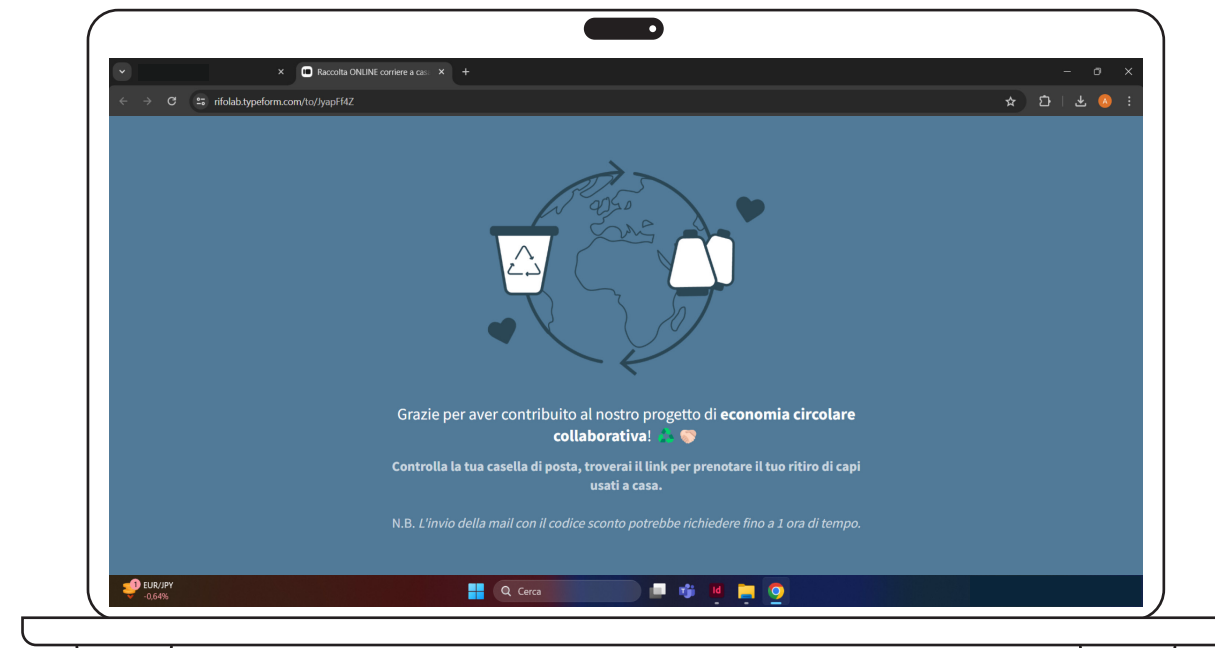 Raccolta ONLINE corriere a cas
rifolab.typeform.com/to/JyapFf4Z
A
Grazie per aver contribuito al nostro progetto di economia circolare
collaborativa! ♻️ 🤝🏻
Controlla la tua casella di posta, troverai il link per prenotare il tuo ritiro di capi
usati a casa.
N.B. L'invio della mail con il codice sconto potrebbe richiedere fino a 1 ora di tempo.
1
EUR/JPY
-0,64%
Cerca
Id